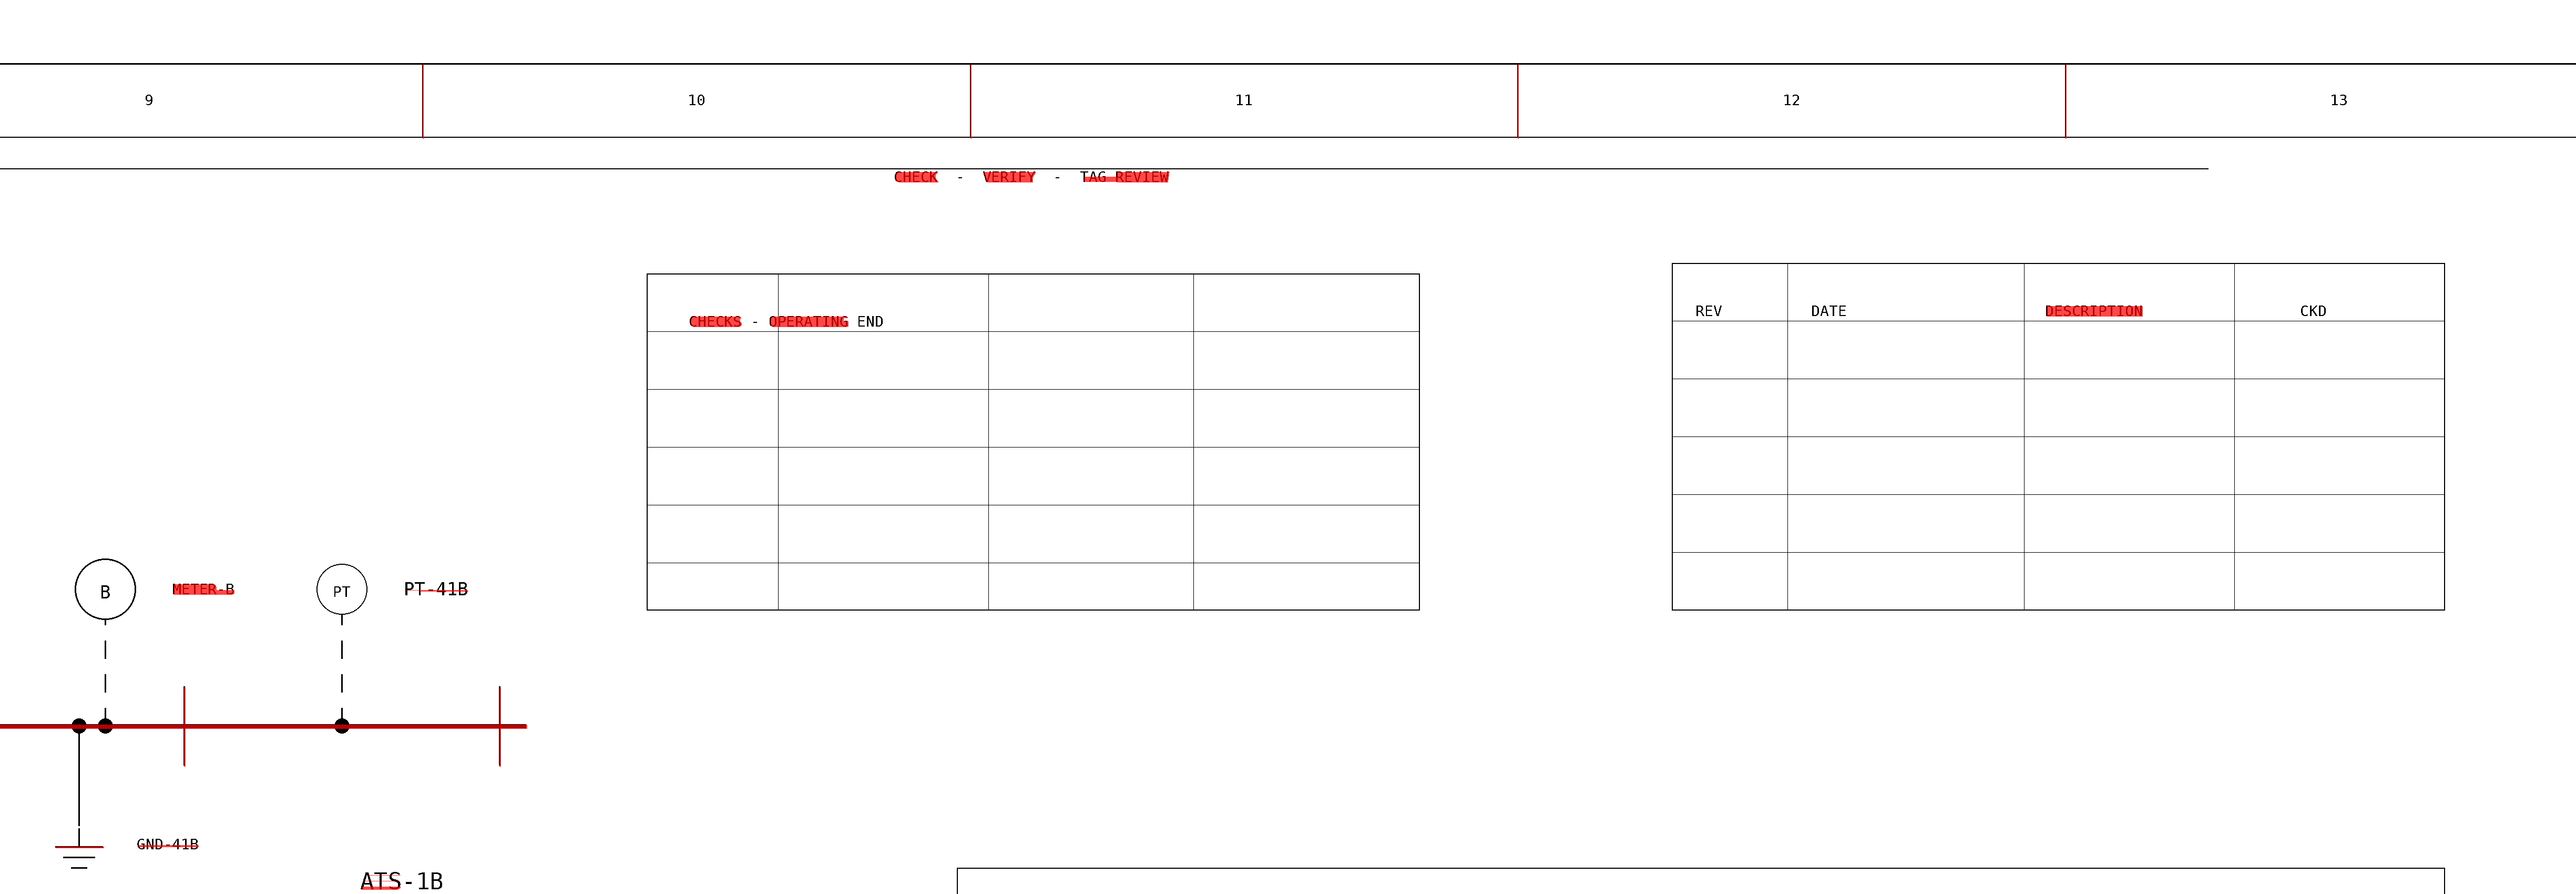 9 10 11 12 13
CHECK - VERIFY - TAG REVIEW
CHECKS - OPERATING END
REV DATE DESCRIPTION CKD
B METER-B PT PT-41B
GND-41B
ATS-1B